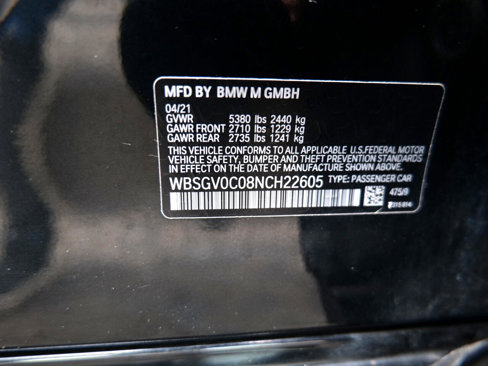 MFD BY BMW M GMBH
04/21
GVWR 5380 lbs 2440 kg
GAWR FRONT 2710 lbs 1229 kg
GAWR REAR 2735 lbs 1241 kg
THIS VEHICLE CONFORMS TO ALL APPLICABLE U.S.FEDERAL MOTOR
VEHICLE SAFETY, BUMPER AND THEFT PREVENTION STANDARDS
IN EFFECT ON THE DATE OF MANUFACTURE SHOWN ABOVE.
WBSGV0C08NCH22605 TYPE: PASSENGER CAR
475/9